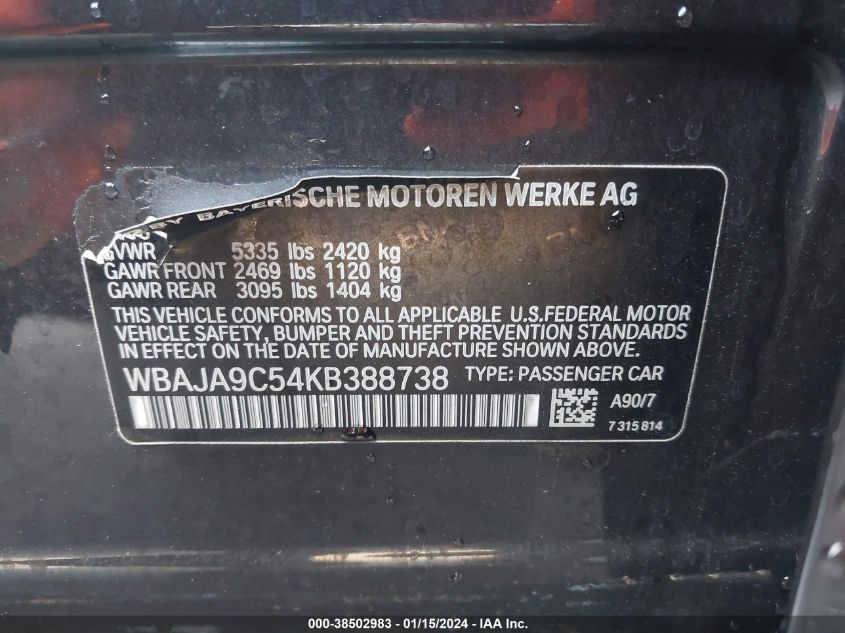 BY BAYERISCHE MOTOREN WERKE AG
GVWR 5335 lbs 2420 kg
GAWR FRONT 2469 lbs 1120 kg
GAWR REAR 3095 lbs 1404 kg
THIS VEHICLE CONFORMS TO ALL APPLICABLE U.S.FEDERAL MOTOR
VEHICLE SAFETY, BUMPER AND THEFT PREVENTION STANDARDS
IN EFFECT ON THE DATE OF MANUFACTURE SHOWN ABOVE.
WBAJA9C54KB388738 TYPE: PASSENGER CAR
A90/7
7 315 814
000-38502983 - 01/15/2024 - IAA Inc.